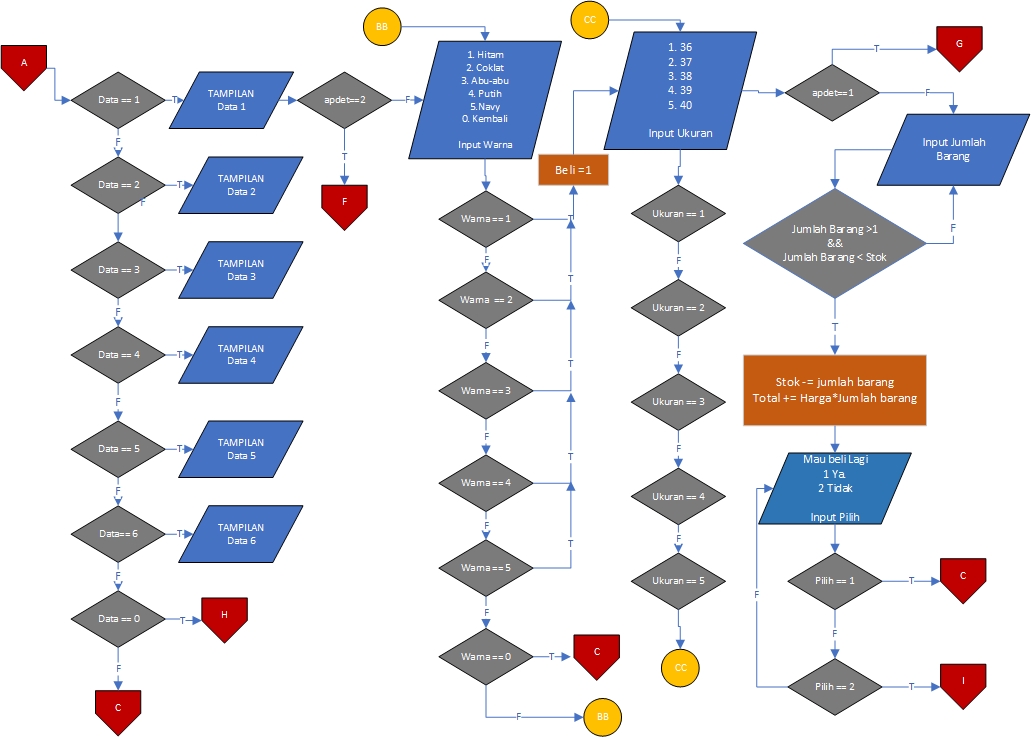 A
Data == 1
T
TAMPILAN
Data 1
apdet==2
F
T
F
F
Data == 2
T
TAMPILAN
Data 2
F
Data == 3
T
TAMPILAN
Data 3
F
Data == 4
T
TAMPILAN
Data 4
F
Data == 5
T
TAMPILAN
Data 5
F
Data== 6
T
TAMPILAN
Data 6
F
Data == 0
T
H
F
C
BB
1. Hitam
2. Coklat
3. Abu-abu
4. Putih
5.Navy
0. Kembali
Input Warna
Warna == 1
T
F
Warna == 2
T
F
Warna == 3
T
F
Warna == 4
T
F
Warna == 5
T
F
Warna == 0
T
C
F
BB
Beli =1
CC
1. 36
2. 37
3. 38
4. 39
5. 40
Input Ukuran
Ukuran == 1
F
Ukuran == 2
F
Ukuran == 3
F
Ukuran == 4
F
Ukuran == 5
CC
apdet==1
T
G
F
Input Jumlah
Barang
Jumlah Barang >1
&&
Jumlah Barang < Stok
F
T
Stok -= jumlah barang
Total += Harga*Jumlah barang
Mau beli Lagi
1 Ya.
2 Tidak
Input Pilih
Pilih == 1
T
C
F
F
Pilih == 2
T
I